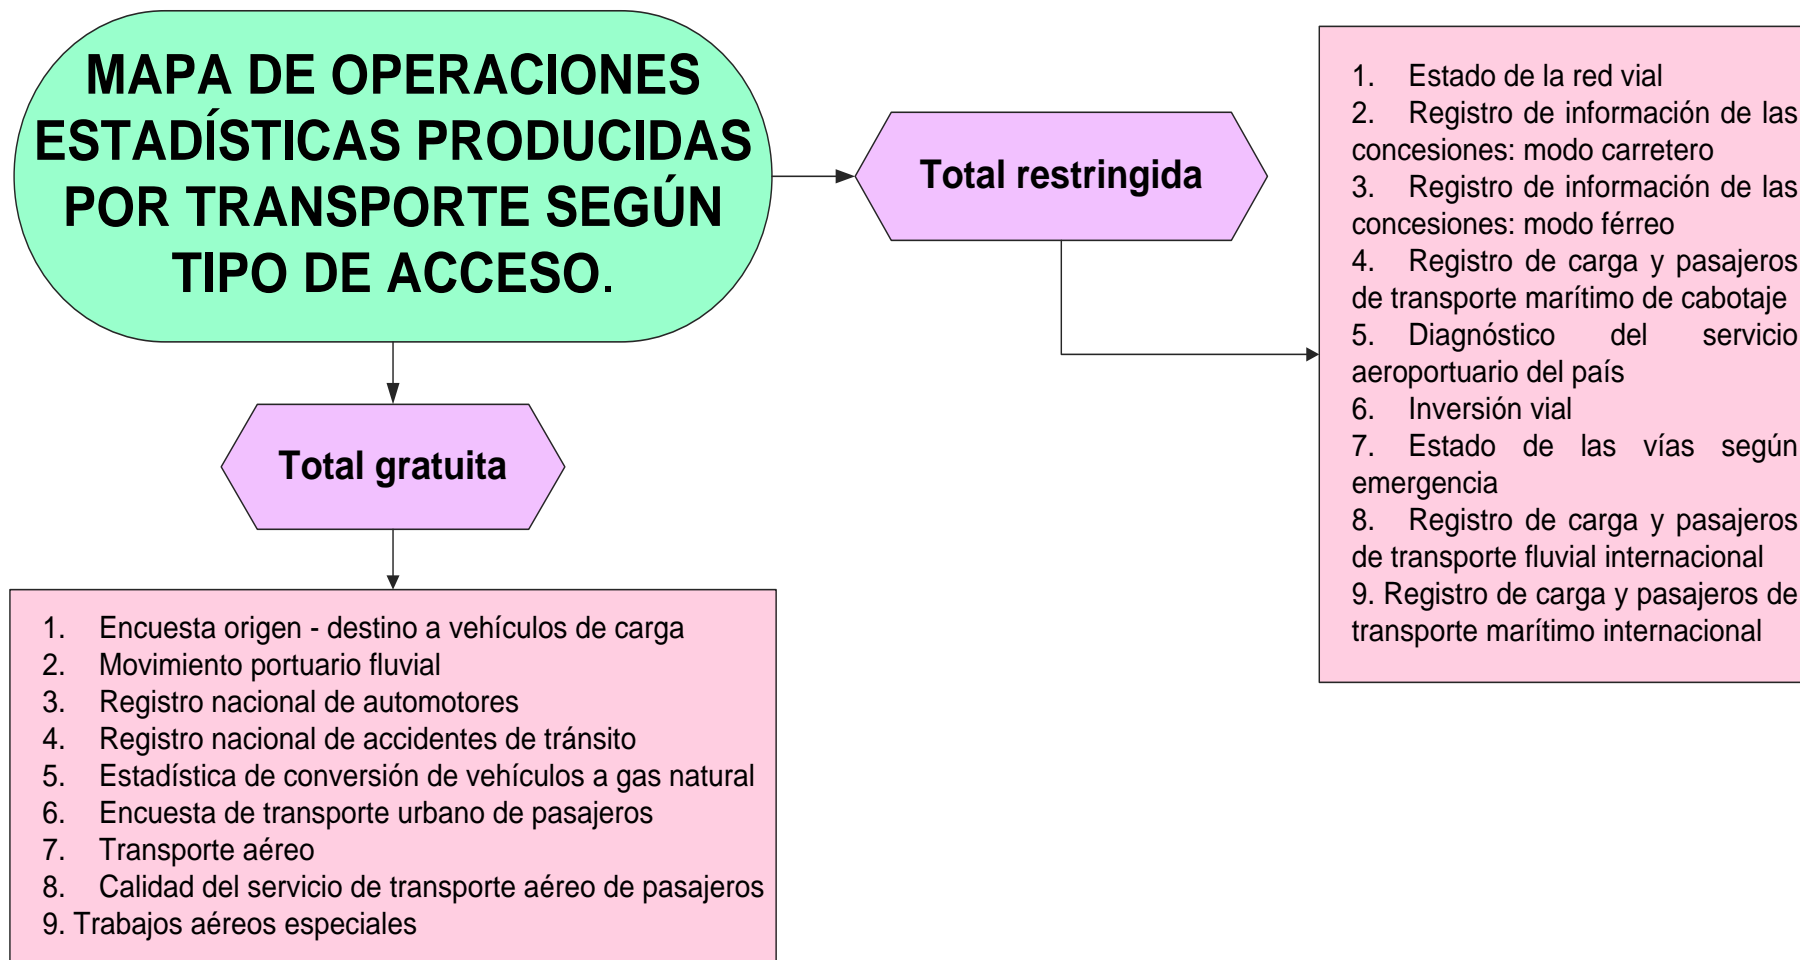 MAPA DE OPERACIONES
ESTADÍSTICAS PRODUCIDAS
POR TRANSPORTE SEGÚN
TIPO DE ACCESO.
Total restringida
1. Estado de la red vial
2. Registro de información de las
concesiones: modo carretero
3. Registro de información de las
concesiones: modo férreo
4. Registro de carga y pasajeros
de transporte marítimo de cabotaje
5. Diagnóstico del servicio
aeroportuario del país
6. Inversión vial
7. Estado de las vías según
emergencia
8. Registro de carga y pasajeros
de transporte fluvial internacional
9. Registro de carga y pasajeros de
transporte marítimo internacional
Total gratuita
1. Encuesta origen - destino a vehículos de carga
2. Movimiento portuario fluvial
3. Registro nacional de automotores
4. Registro nacional de accidentes de tránsito
5. Estadística de conversión de vehículos a gas natural
6. Encuesta de transporte urbano de pasajeros
7. Transporte aéreo
8. Calidad del servicio de transporte aéreo de pasajeros
9. Trabajos aéreos especiales